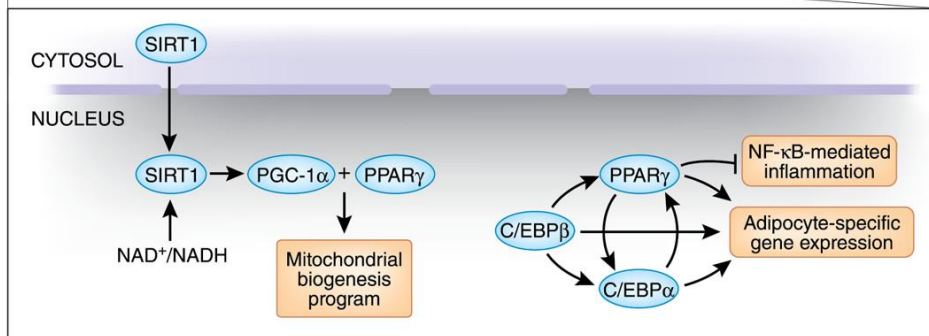 SIRT1
CYTOSOL
NUCLEUS
SIRT1
PGC-1α
+
PPARγ
NAD⁺/NADH
Mitochondrial
biogenesis
program
PPARγ
C/EBPβ
C/EBPα
NF-κB-mediated
inflammation
Adipocyte-specific
gene expression